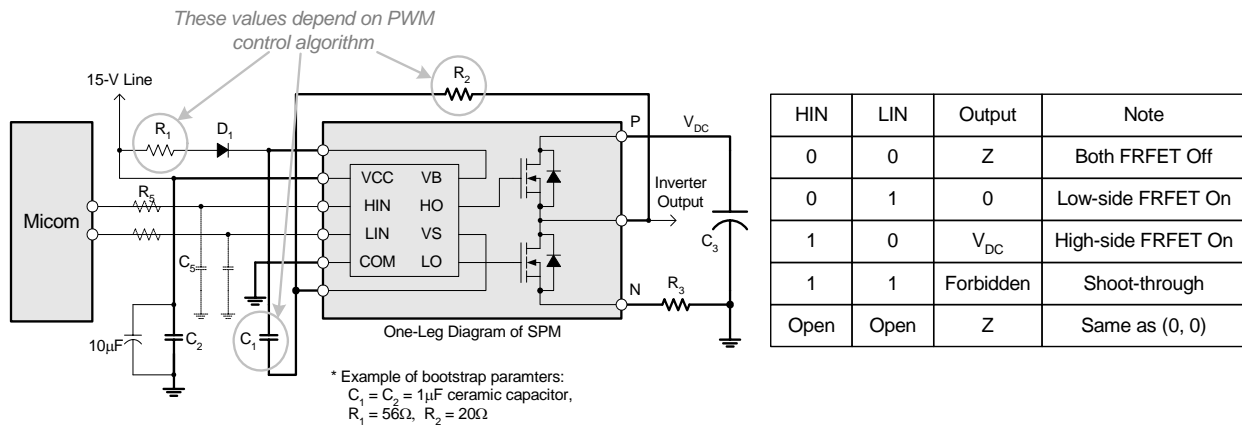 These values depend on PWM
control algorithm
R2
15-V Line
R1
D1
P
VDC
Inverter
Output
Micom
R5
VCC VB
HIN HO
LIN VS
COM LO
C5
C3
N
R3
10μF
C2
C1
One-Leg Diagram of SPM
* Example of bootstrap paramters:
C1 = C2 = 1μF ceramic capacitor,
R1 = 56Ω, R2 = 20Ω
HIN LIN Output Note
0 0 Z Both FRFET Off
0 1 0 Low-side FRFET On
1 0 VDC High-side FRFET On
1 1 Forbidden Shoot-through
Open Open Z Same as (0, 0)